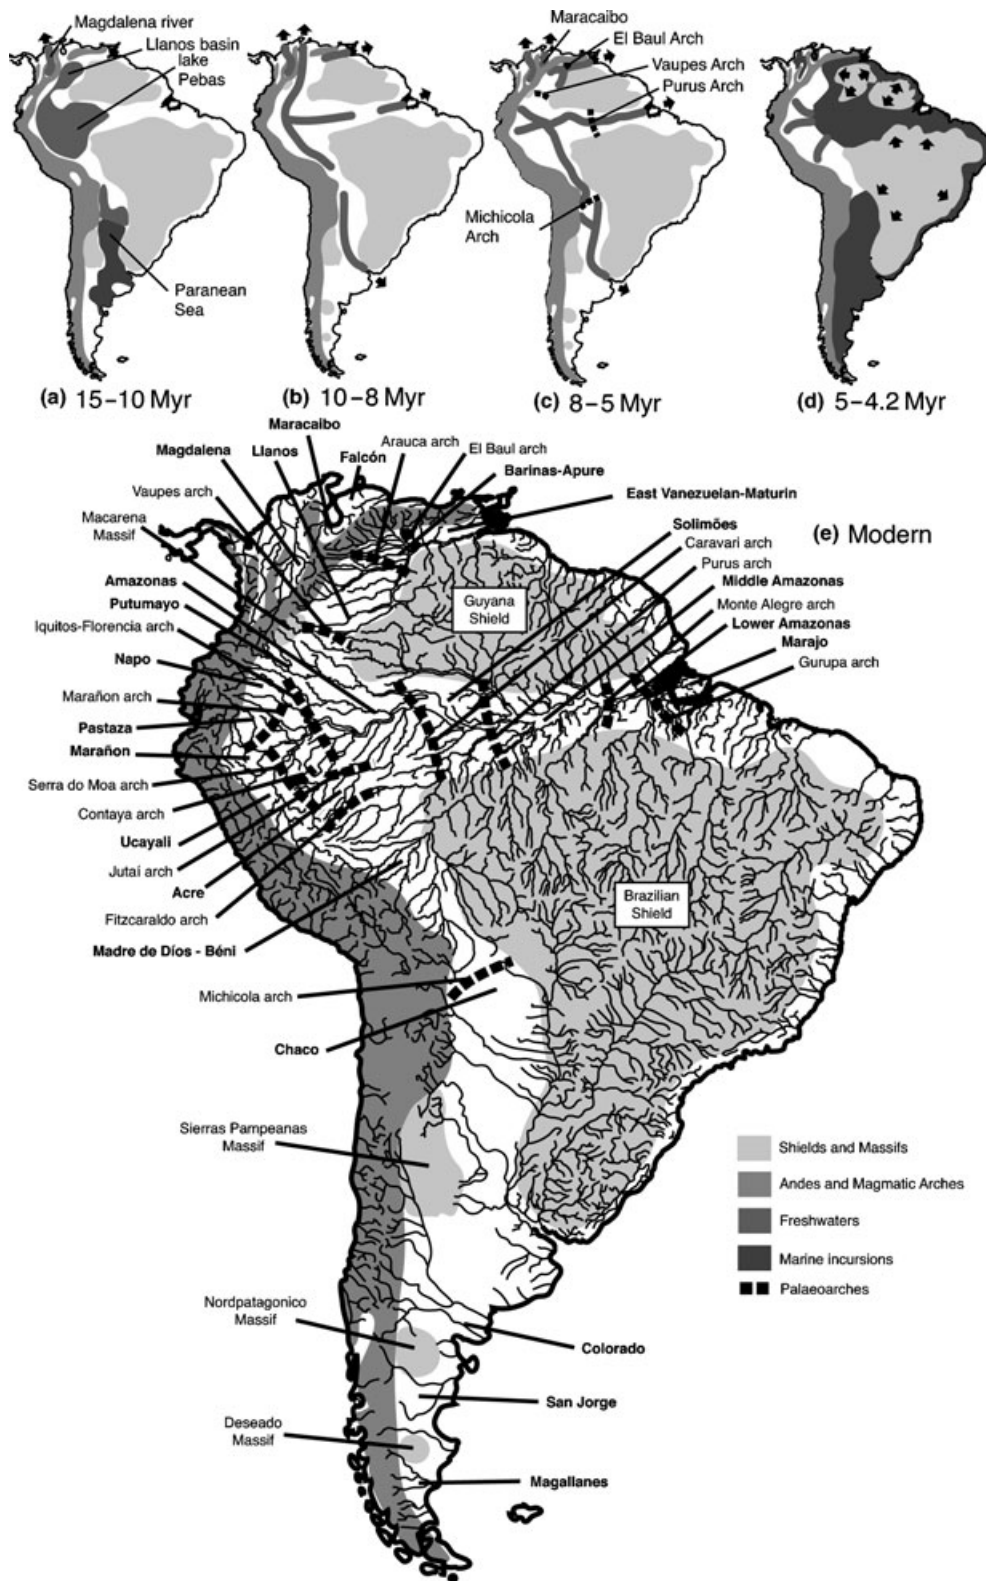 Magdalena river
Llanos basin
lake
Pebas
Paranean
Sea
(a) 15–10 Myr
(b) 10–8 Myr
Maracaibo
El Baul Arch
Vaupes Arch
Purus Arch
Michicola
Arch
(c) 8–5 Myr
(d) 5–4.2 Myr
(e) Modern
Maracaibo
Magdalena
Llanos
Falcón
Arauca arch
El Baul arch
Barinas-Apure
Vaupes arch
East Vanezuelan-Maturin
Macarena
Massif
Solimões
Caravari arch
Purus arch
Amazonas
Middle Amazonas
Putumayo
Monte Alegre arch
Iquitos-Florencia arch
Lower Amazonas
Marajo
Napo
Gurupa arch
Marañon arch
Pastaza
Marañon
Serra do Moa arch
Contaya arch
Ucayali
Jutaí arch
Acre
Fitzcaraldo arch
Madre de Díos - Béni
Guyana
Shield
Brazilian
Shield
Michicola arch
Chaco
Sierras Pampeanas
Massif
Nordpatagonico
Massif
Colorado
San Jorge
Deseado
Massif
Magallanes
Shields and Massifs
Andes and Magmatic Arches
Freshwaters
Marine incursions
Palaeoarches